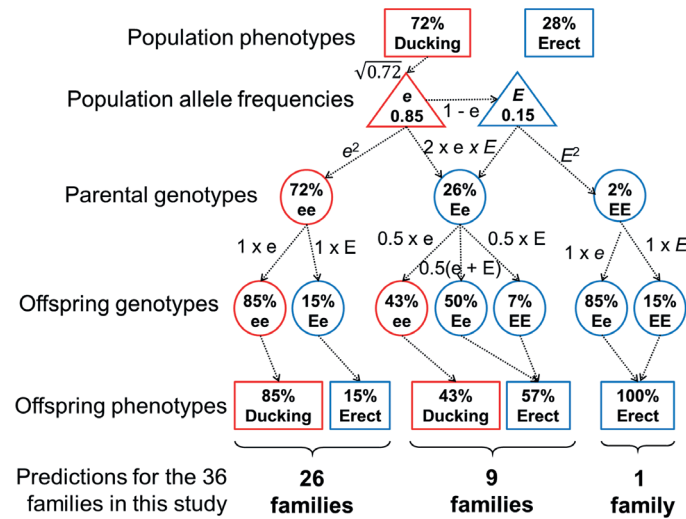 Population phenotypes
72%
Ducking
28%
Erect
√0.72
Population allele frequencies
e
0.85
1 - e
E
0.15
e²
2 x e x E
E²
Parental genotypes
72%
ee
26%
Ee
2%
EE
1 x e
1 x E
0.5 x e
0.5(e + E)
0.5 x E
1 x e
1 x E
Offspring genotypes
85%
ee
15%
Ee
43%
ee
50%
Ee
7%
EE
85%
Ee
15%
EE
Offspring phenotypes
85%
Ducking
15%
Erect
43%
Ducking
57%
Erect
100%
Erect
Predictions for the 36
families in this study
26
families
9
families
1
family